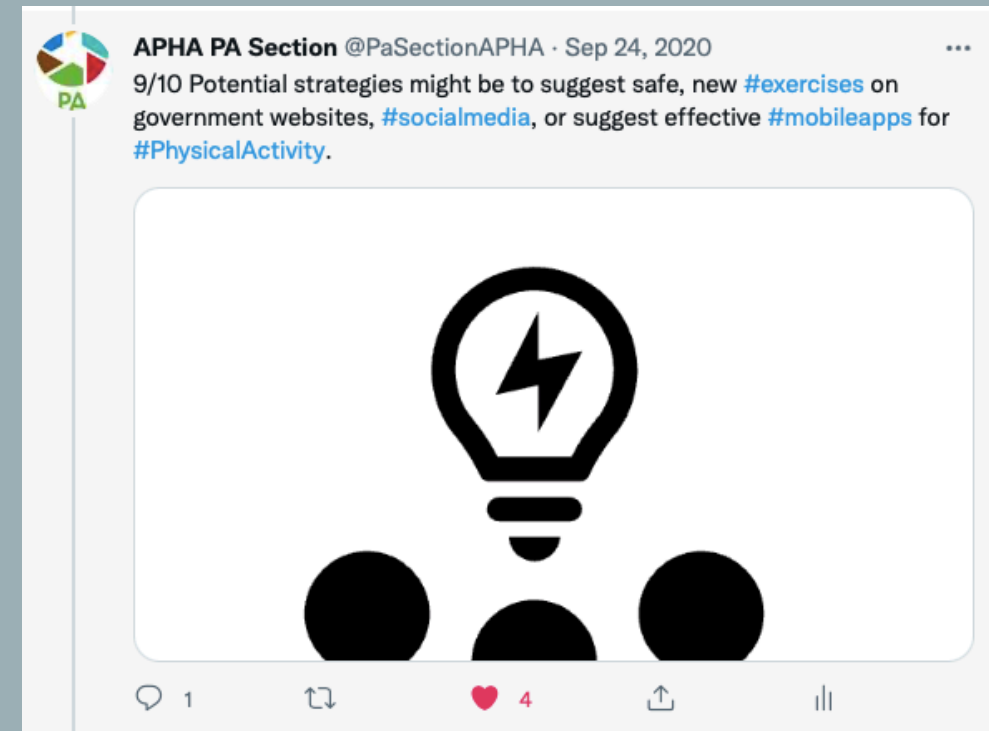 APHA PA Section @PaSectionAPHA · Sep 24, 2020
9/10 Potential strategies might be to suggest safe, new #exercises on
government websites, #socialmedia, or suggest effective #mobileapps for
#PhysicalActivity.
PA
1
4